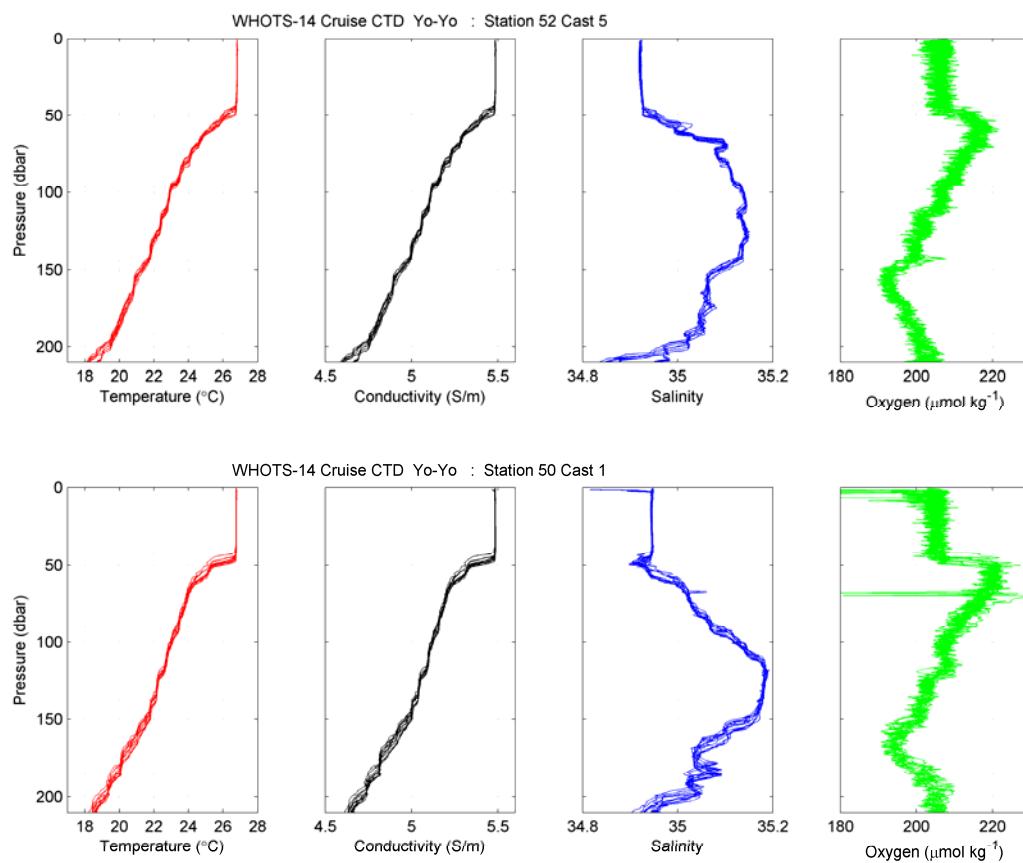 WHOTS-14 Cruise CTD Yo-Yo : Station 52 Cast 5
0
50
100
150
200
Pressure (dbar)
18 20 22 24 26 28
Temperature (°C)
4.5 5 5.5
Conductivity (S/m)
34.8 35 35.2
Salinity
180 200 220
Oxygen (μmol kg⁻¹)
WHOTS-14 Cruise CTD Yo-Yo : Station 50 Cast 1
0
50
100
150
200
Pressure (dbar)
18 20 22 24 26 28
Temperature (°C)
4.5 5 5.5
Conductivity (S/m)
34.8 35 35.2
Salinity
180 200 220
Oxygen (μmol kg⁻¹)